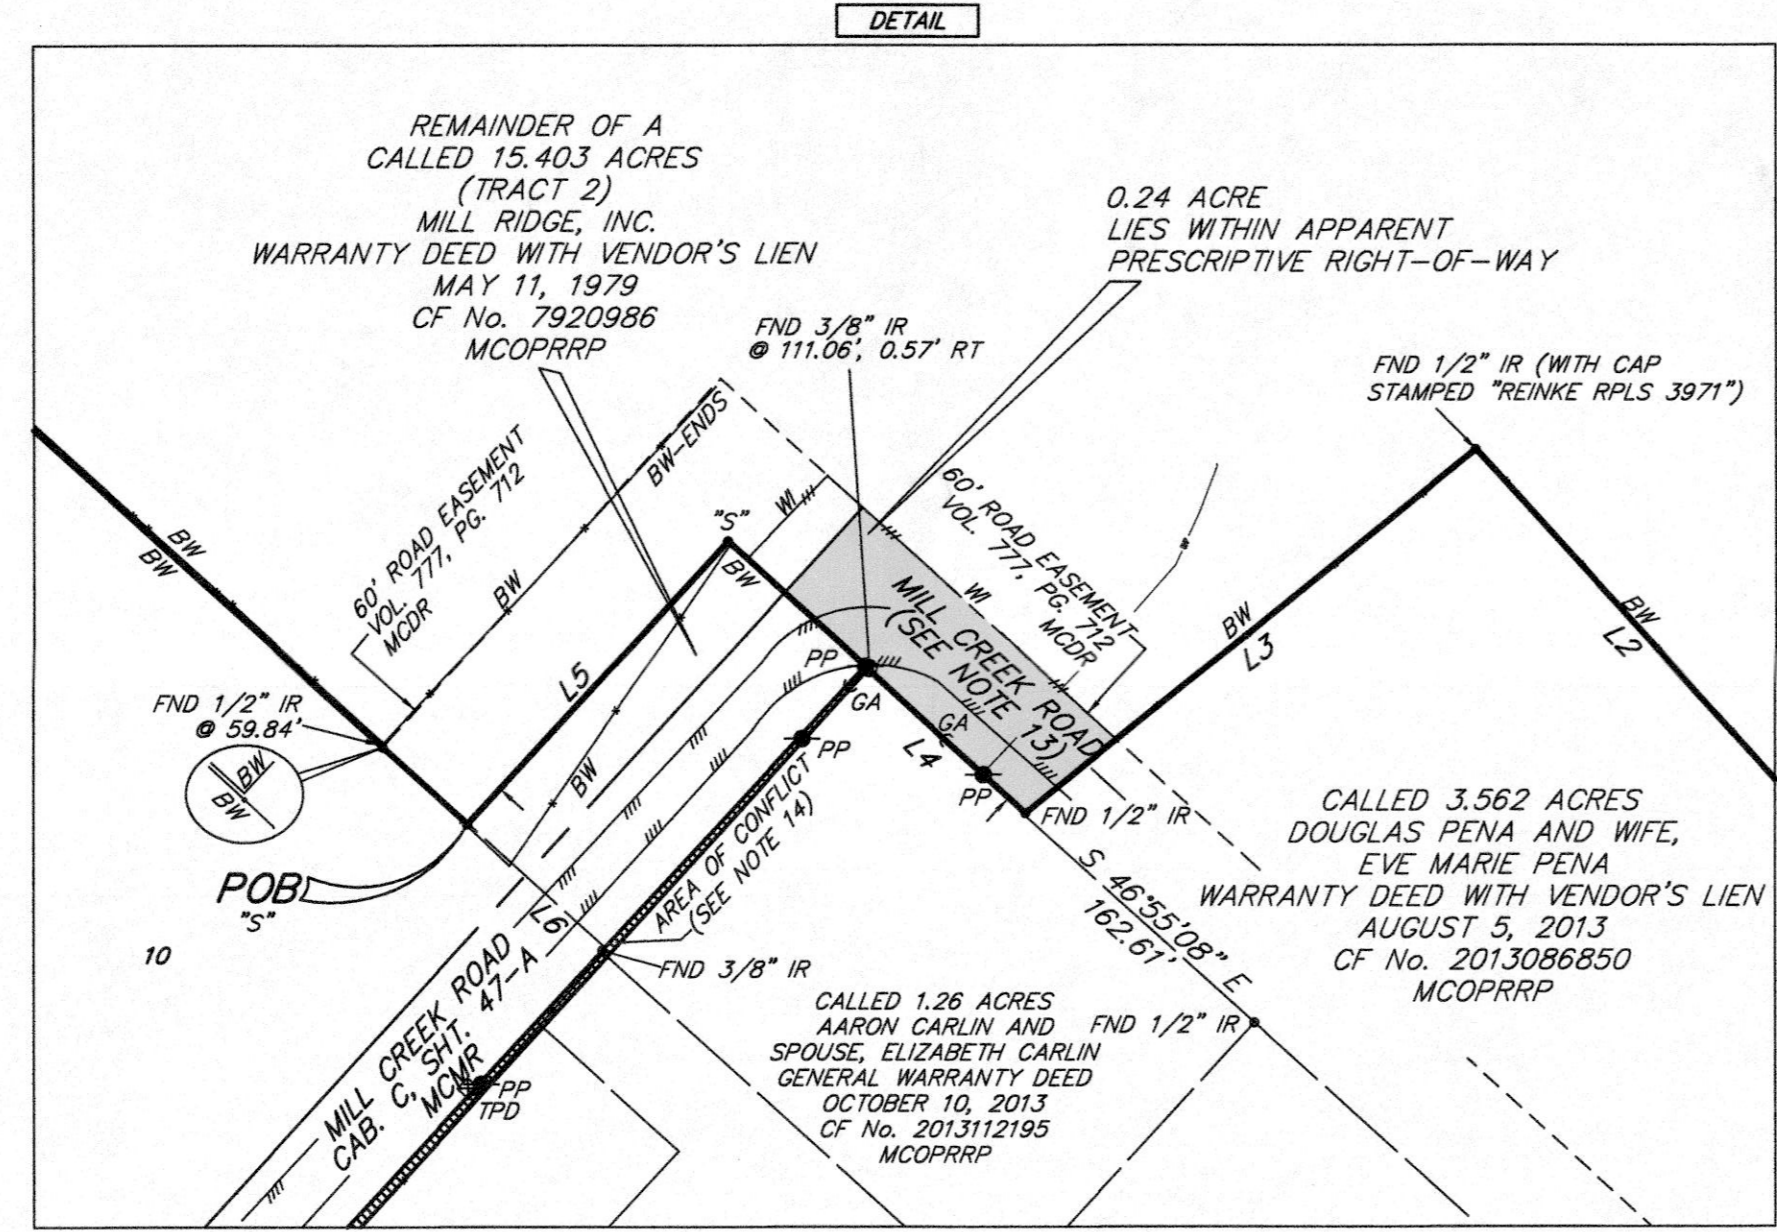 DETAIL
REMAINDER OF A
CALLED 15.403 ACRES
(TRACT 2)
MILL RIDGE, INC.
WARRANTY DEED WITH VENDOR'S LIEN
MAY 11, 1979
CF No. 7920986
MCOPRRP
0.24 ACRE
LIES WITHIN APPARENT
PRESCRIPTIVE RIGHT-OF-WAY
FND 3/8" IR
@ 111.06', 0.57' RT
FND 1/2" IR (WITH CAP
STAMPED "REINKE RPLS 3971")
BW
BW
60' ROAD EASEMENT
VOL. 777, PG. 712
MCDR
BW
BW-ENDS
"S"
BW
WI
60' ROAD EASEMENT
VOL. 777, PG. 712
MCDR
WI
MILL CREEK ROAD
(SEE NOTE 13)
BW
L3
BW
L2
L5
PP
GA
GA
L4
PP
PP
FND 1/2" IR
FND 1/2" IR
@ 59.84'
BW
BW
BW
POB
"S"
10
AREA OF CONFLICT
(SEE NOTE 14)
S 46°55'08" E
162.61'
CALLED 3.562 ACRES
DOUGLAS PENA AND WIFE,
EVE MARIE PENA
WARRANTY DEED WITH VENDOR'S LIEN
AUGUST 5, 2013
CF No. 2013086850
MCOPRRP
L6
FND 3/8" IR
MILL CREEK ROAD
CAB. C, SHT. 47-A
MCMR
PP
TPD
CALLED 1.26 ACRES
AARON CARLIN AND
SPOUSE, ELIZABETH CARLIN
GENERAL WARRANTY DEED
OCTOBER 10, 2013
CF No. 2013112195
MCOPRRP
FND 1/2" IR